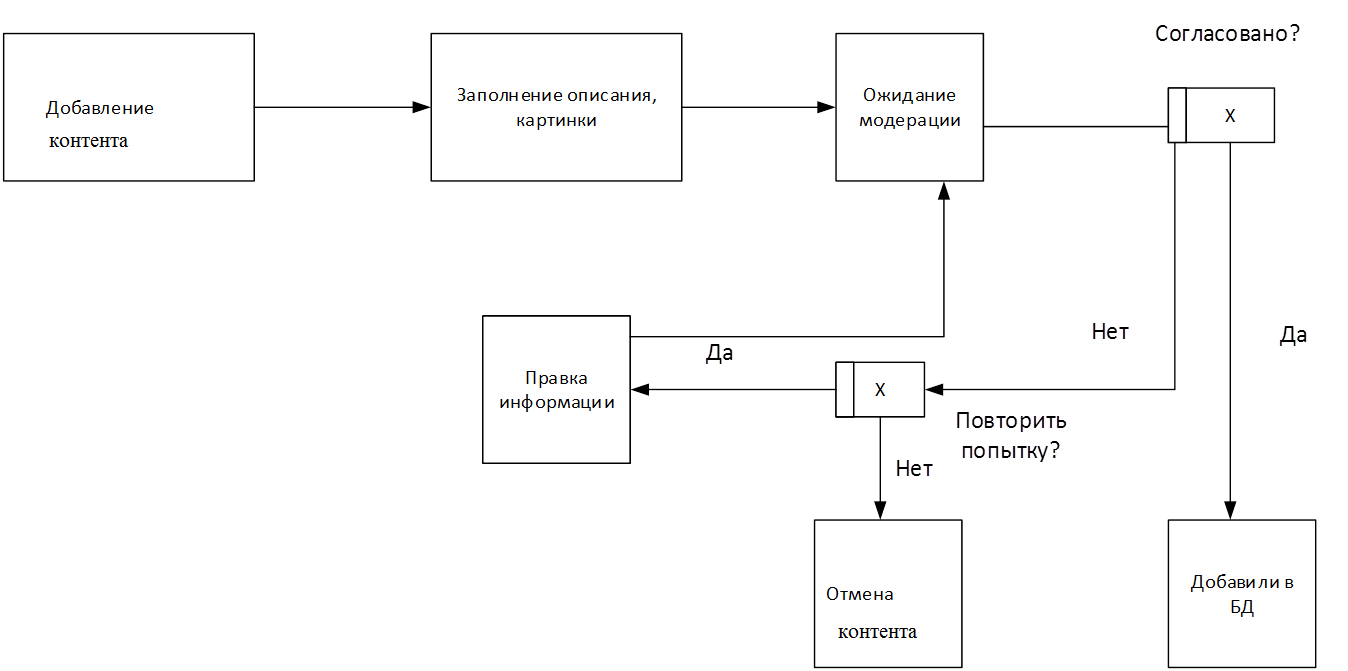 Согласовано?
Добавление
контента
Заполнение описания,
картинки
Ожидание
модерации
X
Нет
Да
Да
Правка
информации
X
Повторить
попытку?
Нет
Отмена
контента
Добавили в
БД